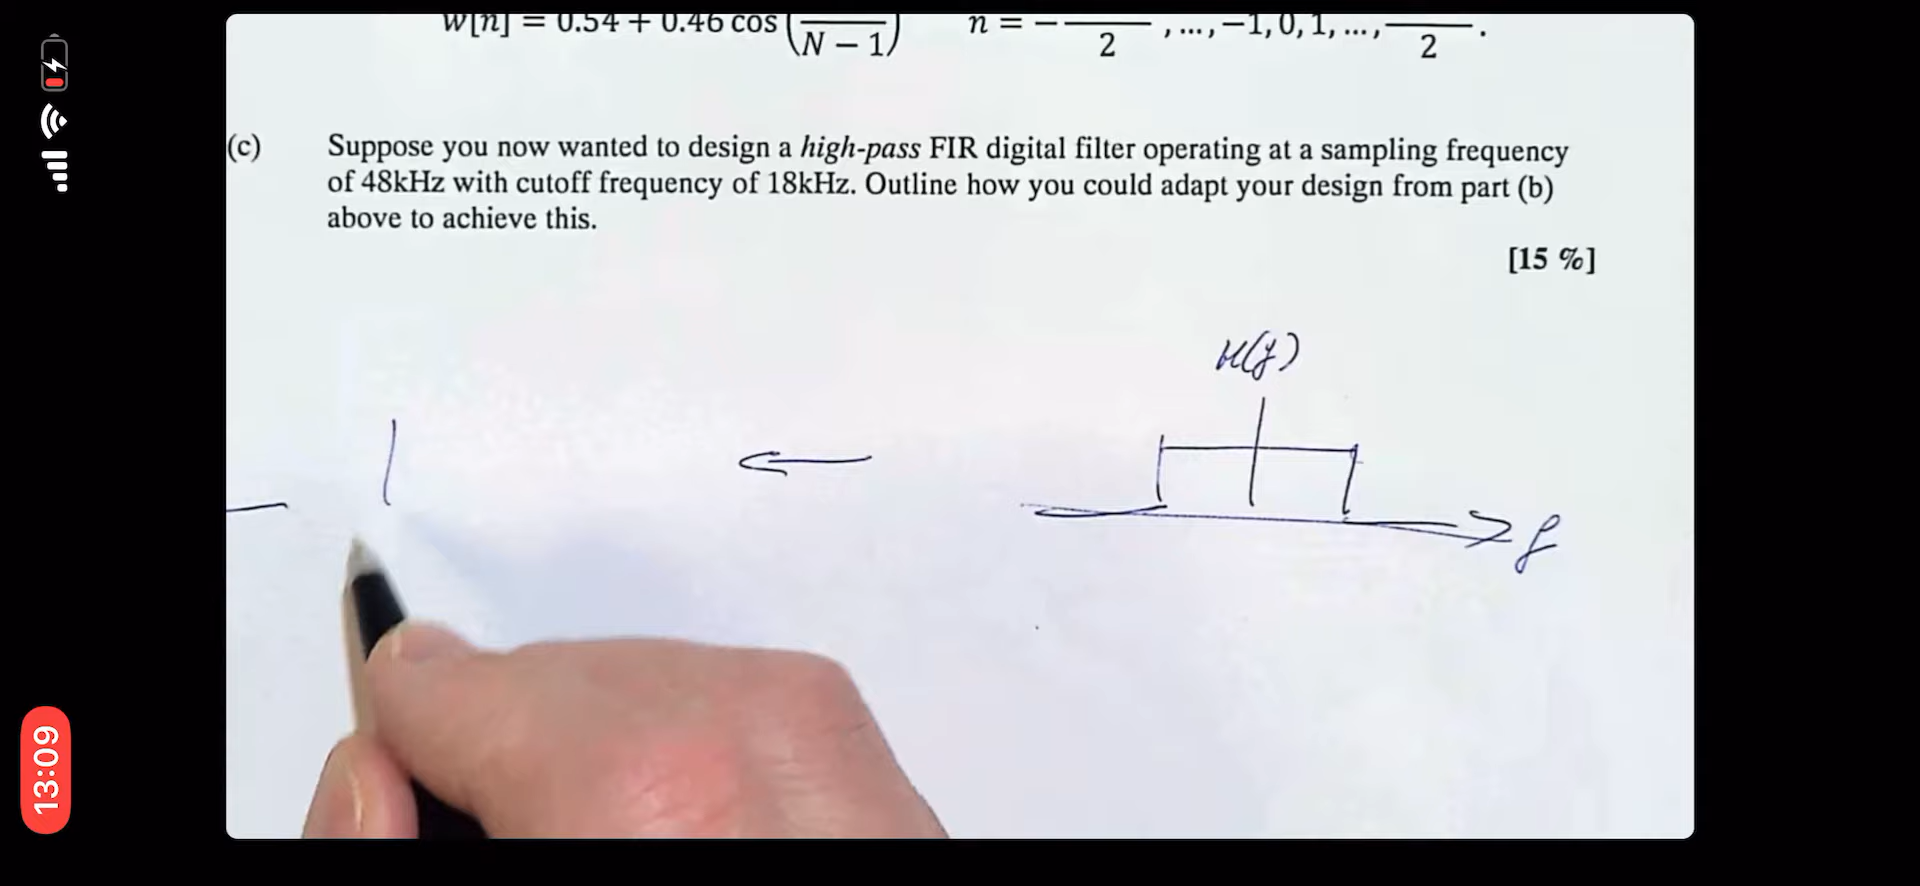 w[n] = 0.54 + 0.46 cos (N − 1) n = − 2 , ..., −1, 0, 1, ..., 2 .
(c) Suppose you now wanted to design a high-pass FIR digital filter operating at a sampling frequency
of 48kHz with cutoff frequency of 18kHz. Outline how you could adapt your design from part (b)
above to achieve this.
[15 %]
H(f)
f
13:09